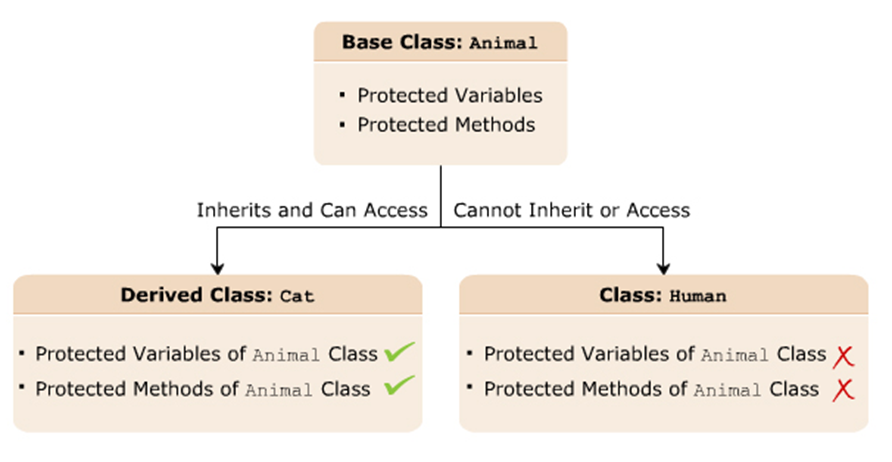 Base Class: Animal
▪ Protected Variables
▪ Protected Methods
Inherits and Can Access
Cannot Inherit or Access
Derived Class: Cat
▪ Protected Variables of Animal Class
▪ Protected Methods of Animal Class
Class: Human
▪ Protected Variables of Animal Class
▪ Protected Methods of Animal Class